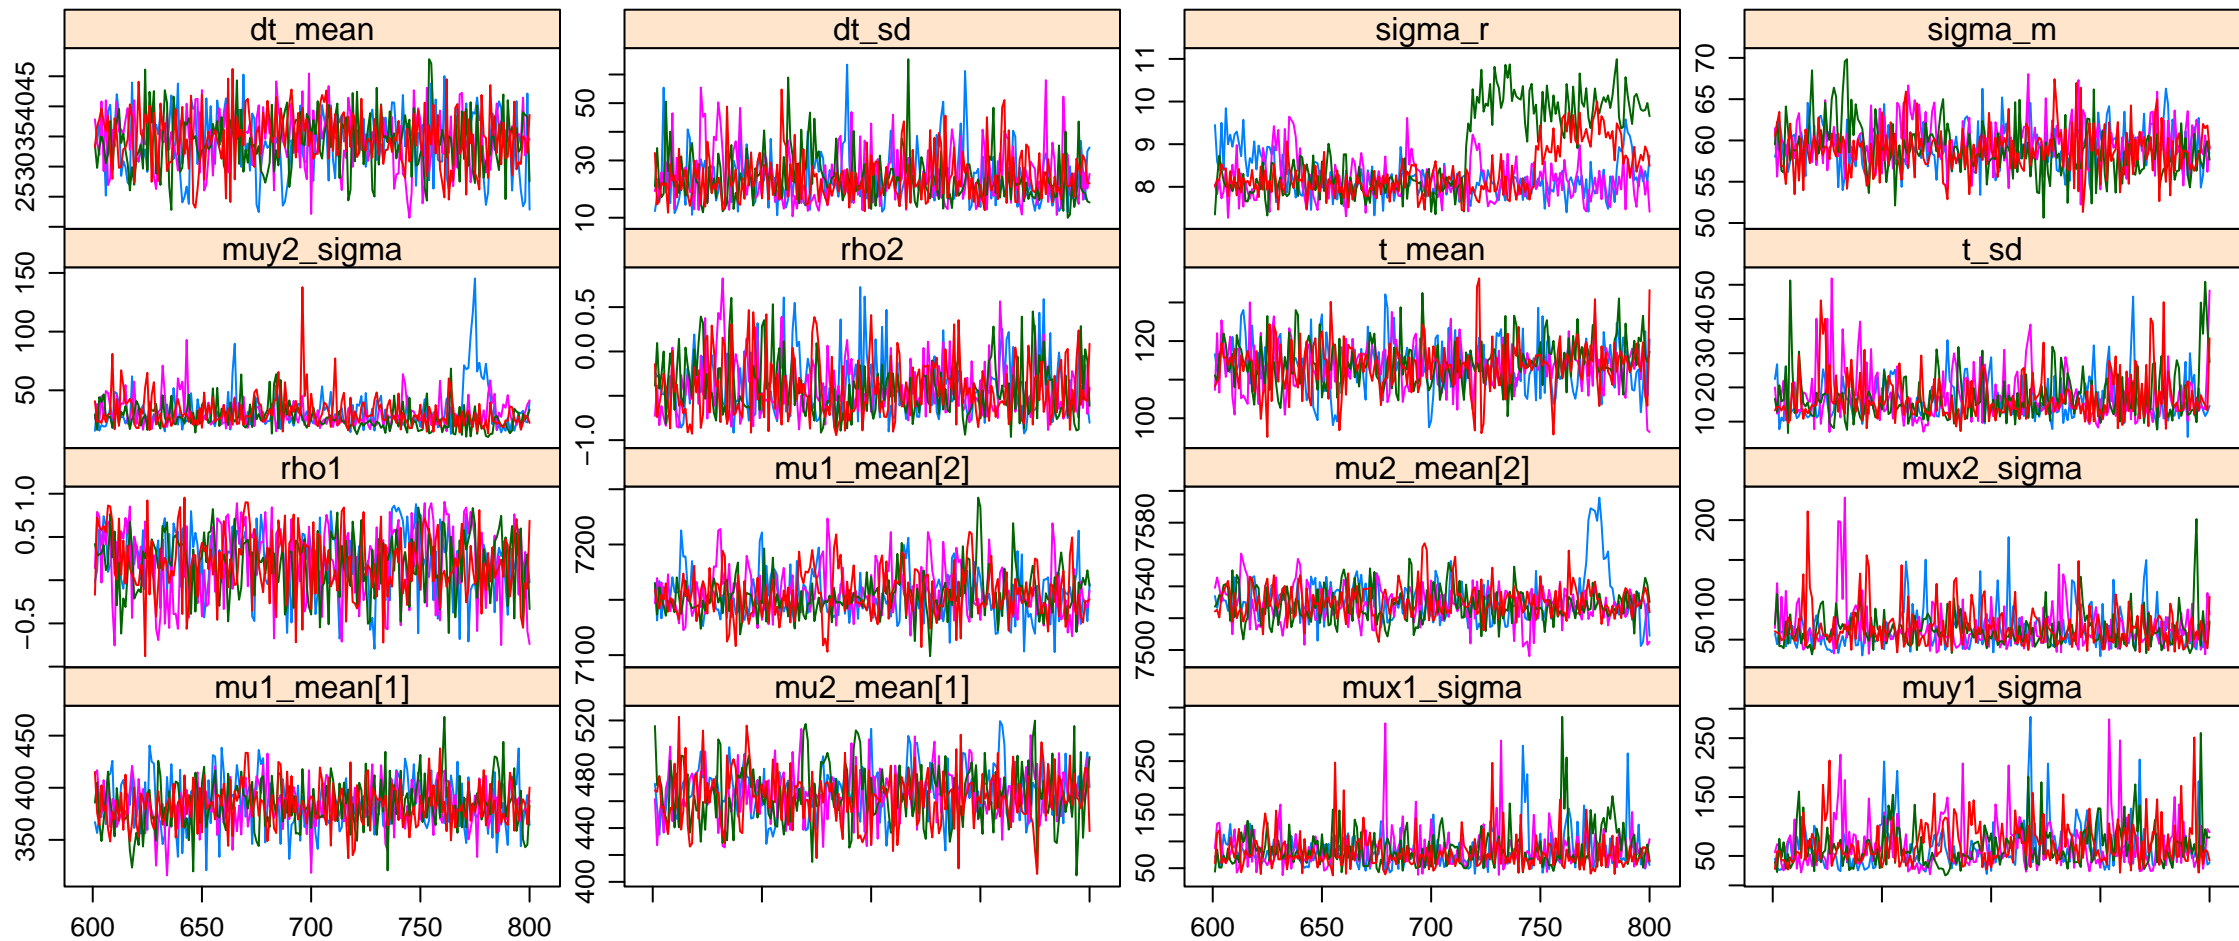 dt_mean dt_sd sigma_r sigma_m
25 30 35 40 45
10 30 50
8 9 10 11
50 55 60 65 70
muy2_sigma rho2 t_mean t_sd
50 100 150
−1.0 0.0 0.5
100 120
10 20 30 40 50
rho1 mu1_mean[2] mu2_mean[2] mux2_sigma
−0.5 0.5 1.0
7100 7200
7500 7540 7580
50 100 200
mu1_mean[1] mu2_mean[1] mux1_sigma muy1_sigma
350 400 450
400 440 480 520
50 150 250
50 150 250
600 650 700 750 800 600 650 700 750 800